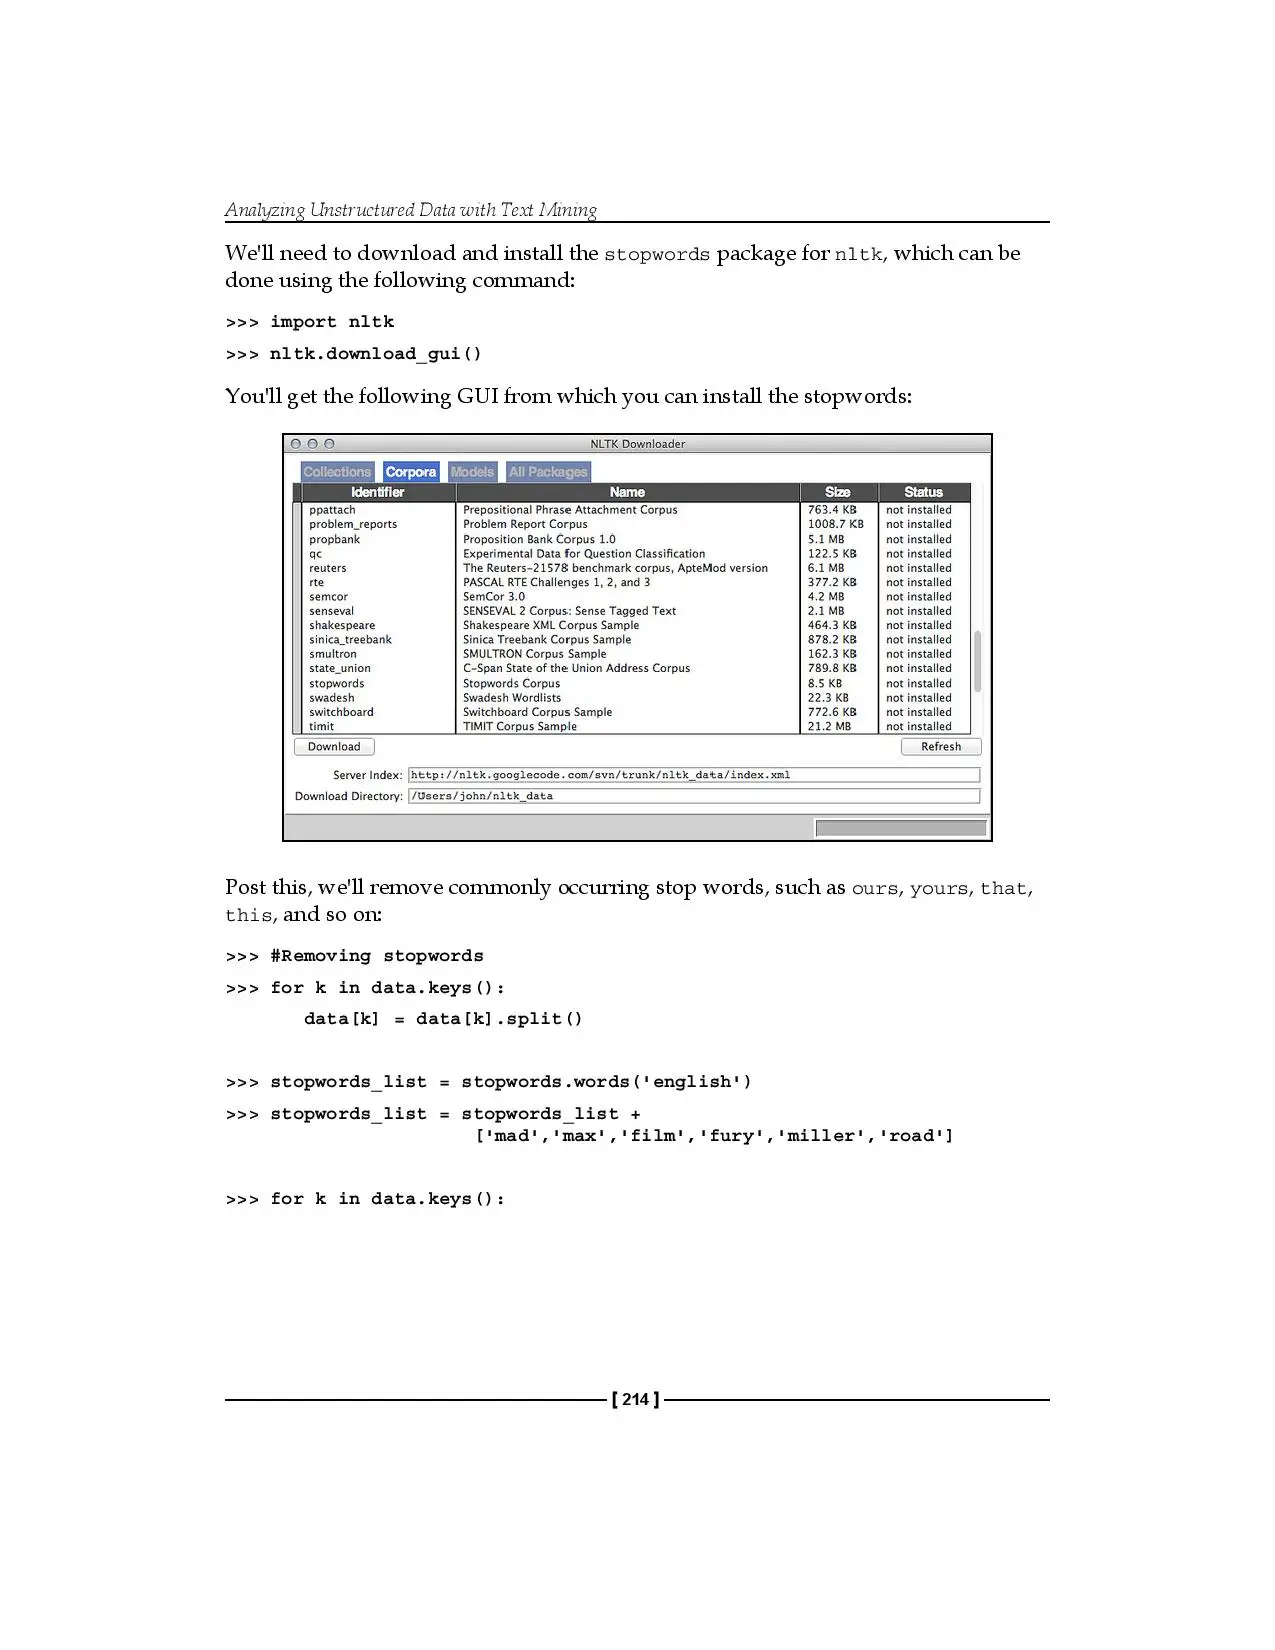 Analyzing Unstructured Data with Text Mining
We'll need to download and install the stopwords package for nltk, which can be
done using the following command:
>>> import nltk
>>> nltk.download_gui()
You'll get the following GUI from which you can install the stopwords:
NLTK Downloader
Collections Corpora Models All Packages
Identifier Name Size Status
ppattach Prepositional Phrase Attachment Corpus 763.4 KB not installed
problem_reports Problem Report Corpus 1008.7 KB not installed
propbank Proposition Bank Corpus 1.0 5.1 MB not installed
qc Experimental Data for Question Classification 122.5 KB not installed
reuters The Reuters-21578 benchmark corpus, ApteMod version 6.1 MB not installed
rte PASCAL RTE Challenges 1, 2, and 3 377.2 KB not installed
semcor SemCor 3.0 4.2 MB not installed
senseval SENSEVAL 2 Corpus: Sense Tagged Text 2.1 MB not installed
shakespeare Shakespeare XML Corpus Sample 464.3 KB not installed
sinica_treebank Sinica Treebank Corpus Sample 878.2 KB not installed
smultron SMULTRON Corpus Sample 162.3 KB not installed
state_union C-Span State of the Union Address Corpus 789.8 KB not installed
stopwords Stopwords Corpus 8.5 KB not installed
swadesh Swadesh Wordlists 22.3 KB not installed
switchboard Switchboard Corpus Sample 772.6 KB not installed
timit TIMIT Corpus Sample 21.2 MB not installed
Download Refresh
Server Index: http://nltk.googlecode.com/svn/trunk/nltk_data/index.xml
Download Directory: /Users/john/nltk_data
Post this, we'll remove commonly occurring stop words, such as ours, yours, that,
this, and so on:
>>> #Removing stopwords
>>> for k in data.keys():
data[k] = data[k].split()
>>> stopwords_list = stopwords.words('english')
>>> stopwords_list = stopwords_list +
['mad','max','film','fury','miller','road']
>>> for k in data.keys():
[ 214 ]